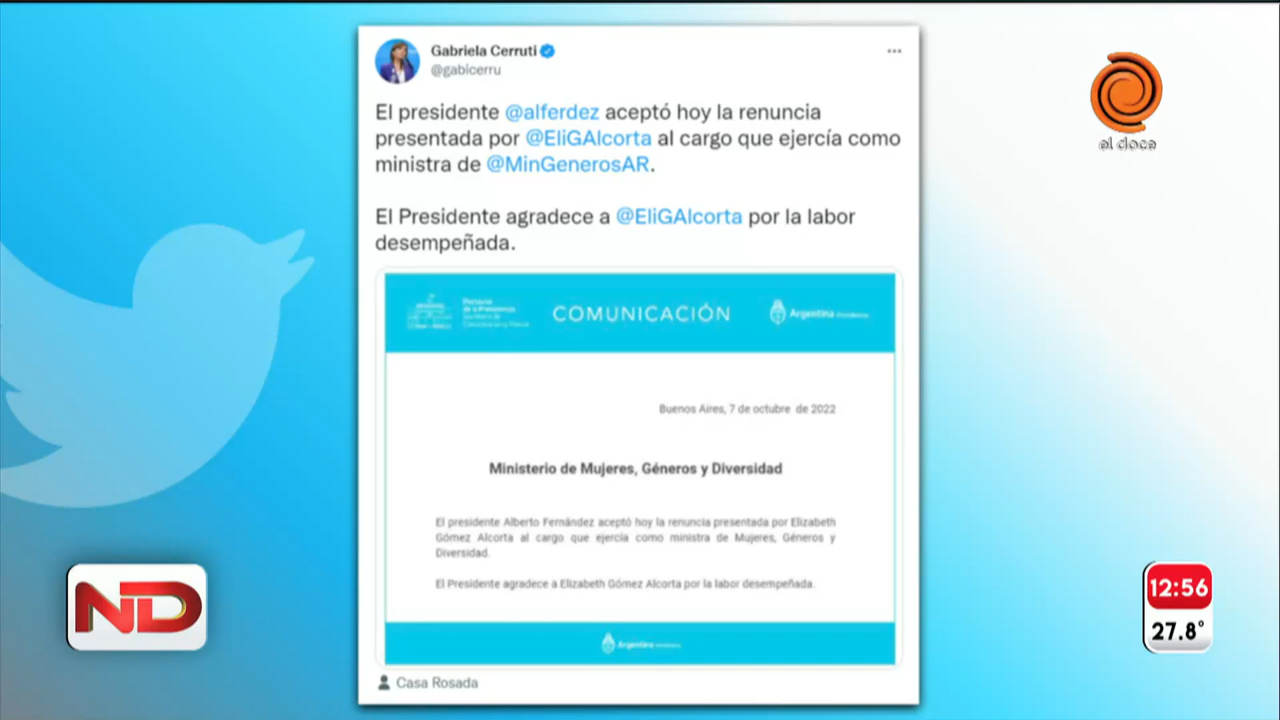 Gabriela Cerruti
@gabicerru
El presidente @alferdez aceptó hoy la renuncia
presentada por @EliGAlcorta al cargo que ejercía como
ministra de @MinGenerosAR.
El Presidente agradece a @EliGAlcorta por la labor
desempeñada.
el doce
COMUNICACIÓN
Argentina
Buenos Aires, 7 de octubre de 2022
Ministerio de Mujeres, Géneros y Diversidad
El presidente Alberto Fernández aceptó hoy la renuncia presentada por Elizabeth
Gómez Alcorta al cargo que ejercía como ministra de Mujeres, Géneros y
Diversidad.
El Presidente agradece a Elizabeth Gómez Alcorta por la labor desempeñada.
Argentina
Casa Rosada
ND
12:56
27.8°